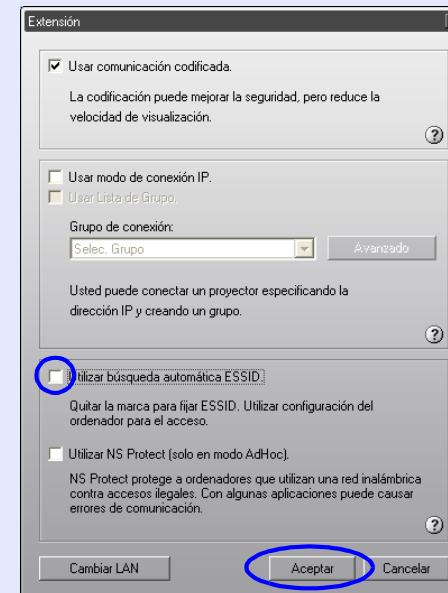 Extensión
Usar comunicación codificada.
La codificación puede mejorar la seguridad, pero reduce la
velocidad de visualización.
?
Usar modo de conexión IP.
Usar Lista de Grupo.
Grupo de conexión:
Selec. Grupo
Avanzado
Usted puede conectar un proyector especificando la
dirección IP y creando un grupo.
?
Utilizar búsqueda automática ESSID.
Quitar la marca para fijar ESSID. Utilizar configuración del
ordenador para el acceso.
Utilizar NS Protect (solo en modo AdHoc).
NS Protect protege a ordenadores que utilizan una red inalámbrica
contra accesos ilegales. Con algunas aplicaciones puede causar
errores de comunicación.
?
Cambiar LAN
Aceptar
Cancelar